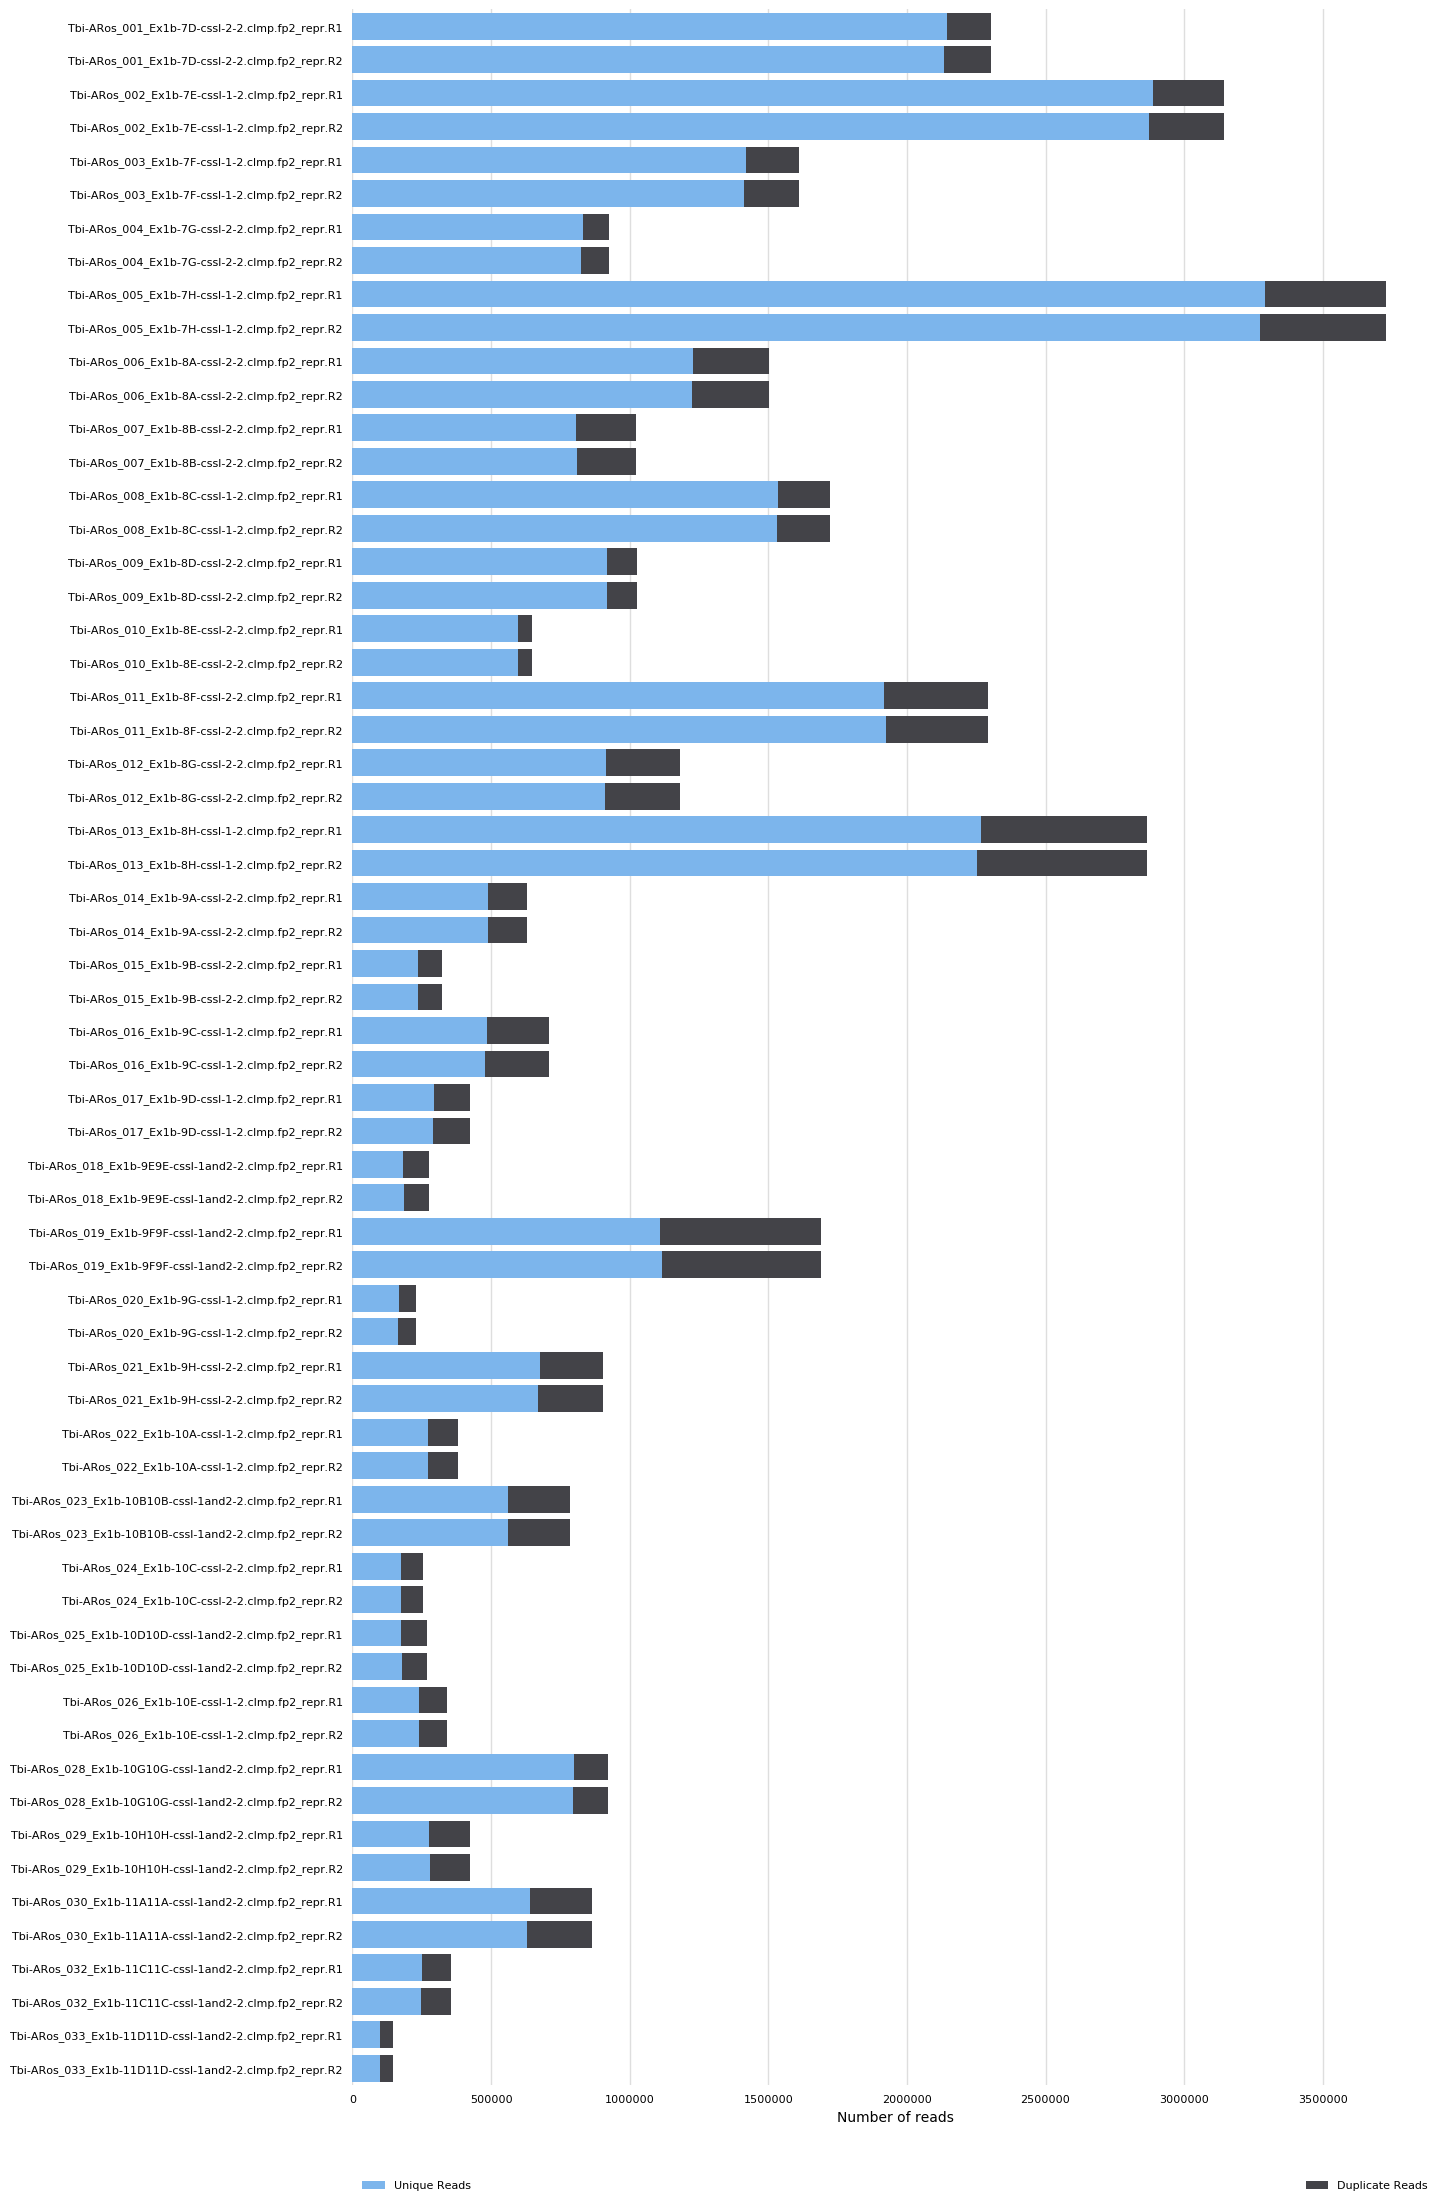 Tbi-ARos_001_Ex1b-7D-cssl-2-2.clmp.fp2_repr.R1
Tbi-ARos_001_Ex1b-7D-cssl-2-2.clmp.fp2_repr.R2
Tbi-ARos_002_Ex1b-7E-cssl-1-2.clmp.fp2_repr.R1
Tbi-ARos_002_Ex1b-7E-cssl-1-2.clmp.fp2_repr.R2
Tbi-ARos_003_Ex1b-7F-cssl-1-2.clmp.fp2_repr.R1
Tbi-ARos_003_Ex1b-7F-cssl-1-2.clmp.fp2_repr.R2
Tbi-ARos_004_Ex1b-7G-cssl-2-2.clmp.fp2_repr.R1
Tbi-ARos_004_Ex1b-7G-cssl-2-2.clmp.fp2_repr.R2
Tbi-ARos_005_Ex1b-7H-cssl-1-2.clmp.fp2_repr.R1
Tbi-ARos_005_Ex1b-7H-cssl-1-2.clmp.fp2_repr.R2
Tbi-ARos_006_Ex1b-8A-cssl-2-2.clmp.fp2_repr.R1
Tbi-ARos_006_Ex1b-8A-cssl-2-2.clmp.fp2_repr.R2
Tbi-ARos_007_Ex1b-8B-cssl-2-2.clmp.fp2_repr.R1
Tbi-ARos_007_Ex1b-8B-cssl-2-2.clmp.fp2_repr.R2
Tbi-ARos_008_Ex1b-8C-cssl-1-2.clmp.fp2_repr.R1
Tbi-ARos_008_Ex1b-8C-cssl-1-2.clmp.fp2_repr.R2
Tbi-ARos_009_Ex1b-8D-cssl-2-2.clmp.fp2_repr.R1
Tbi-ARos_009_Ex1b-8D-cssl-2-2.clmp.fp2_repr.R2
Tbi-ARos_010_Ex1b-8E-cssl-2-2.clmp.fp2_repr.R1
Tbi-ARos_010_Ex1b-8E-cssl-2-2.clmp.fp2_repr.R2
Tbi-ARos_011_Ex1b-8F-cssl-2-2.clmp.fp2_repr.R1
Tbi-ARos_011_Ex1b-8F-cssl-2-2.clmp.fp2_repr.R2
Tbi-ARos_012_Ex1b-8G-cssl-2-2.clmp.fp2_repr.R1
Tbi-ARos_012_Ex1b-8G-cssl-2-2.clmp.fp2_repr.R2
Tbi-ARos_013_Ex1b-8H-cssl-1-2.clmp.fp2_repr.R1
Tbi-ARos_013_Ex1b-8H-cssl-1-2.clmp.fp2_repr.R2
Tbi-ARos_014_Ex1b-9A-cssl-2-2.clmp.fp2_repr.R1
Tbi-ARos_014_Ex1b-9A-cssl-2-2.clmp.fp2_repr.R2
Tbi-ARos_015_Ex1b-9B-cssl-2-2.clmp.fp2_repr.R1
Tbi-ARos_015_Ex1b-9B-cssl-2-2.clmp.fp2_repr.R2
Tbi-ARos_016_Ex1b-9C-cssl-1-2.clmp.fp2_repr.R1
Tbi-ARos_016_Ex1b-9C-cssl-1-2.clmp.fp2_repr.R2
Tbi-ARos_017_Ex1b-9D-cssl-1-2.clmp.fp2_repr.R1
Tbi-ARos_017_Ex1b-9D-cssl-1-2.clmp.fp2_repr.R2
Tbi-ARos_018_Ex1b-9E9E-cssl-1and2-2.clmp.fp2_repr.R1
Tbi-ARos_018_Ex1b-9E9E-cssl-1and2-2.clmp.fp2_repr.R2
Tbi-ARos_019_Ex1b-9F9F-cssl-1and2-2.clmp.fp2_repr.R1
Tbi-ARos_019_Ex1b-9F9F-cssl-1and2-2.clmp.fp2_repr.R2
Tbi-ARos_020_Ex1b-9G-cssl-1-2.clmp.fp2_repr.R1
Tbi-ARos_020_Ex1b-9G-cssl-1-2.clmp.fp2_repr.R2
Tbi-ARos_021_Ex1b-9H-cssl-2-2.clmp.fp2_repr.R1
Tbi-ARos_021_Ex1b-9H-cssl-2-2.clmp.fp2_repr.R2
Tbi-ARos_022_Ex1b-10A-cssl-1-2.clmp.fp2_repr.R1
Tbi-ARos_022_Ex1b-10A-cssl-1-2.clmp.fp2_repr.R2
Tbi-ARos_023_Ex1b-10B10B-cssl-1and2-2.clmp.fp2_repr.R1
Tbi-ARos_023_Ex1b-10B10B-cssl-1and2-2.clmp.fp2_repr.R2
Tbi-ARos_024_Ex1b-10C-cssl-2-2.clmp.fp2_repr.R1
Tbi-ARos_024_Ex1b-10C-cssl-2-2.clmp.fp2_repr.R2
Tbi-ARos_025_Ex1b-10D10D-cssl-1and2-2.clmp.fp2_repr.R1
Tbi-ARos_025_Ex1b-10D10D-cssl-1and2-2.clmp.fp2_repr.R2
Tbi-ARos_026_Ex1b-10E-cssl-1-2.clmp.fp2_repr.R1
Tbi-ARos_026_Ex1b-10E-cssl-1-2.clmp.fp2_repr.R2
Tbi-ARos_028_Ex1b-10G10G-cssl-1and2-2.clmp.fp2_repr.R1
Tbi-ARos_028_Ex1b-10G10G-cssl-1and2-2.clmp.fp2_repr.R2
Tbi-ARos_029_Ex1b-10H10H-cssl-1and2-2.clmp.fp2_repr.R1
Tbi-ARos_029_Ex1b-10H10H-cssl-1and2-2.clmp.fp2_repr.R2
Tbi-ARos_030_Ex1b-11A11A-cssl-1and2-2.clmp.fp2_repr.R1
Tbi-ARos_030_Ex1b-11A11A-cssl-1and2-2.clmp.fp2_repr.R2
Tbi-ARos_032_Ex1b-11C11C-cssl-1and2-2.clmp.fp2_repr.R1
Tbi-ARos_032_Ex1b-11C11C-cssl-1and2-2.clmp.fp2_repr.R2
Tbi-ARos_033_Ex1b-11D11D-cssl-1and2-2.clmp.fp2_repr.R1
Tbi-ARos_033_Ex1b-11D11D-cssl-1and2-2.clmp.fp2_repr.R2
0 500000 1000000 1500000 2000000 2500000 3000000 3500000
Number of reads
Unique Reads Duplicate Reads